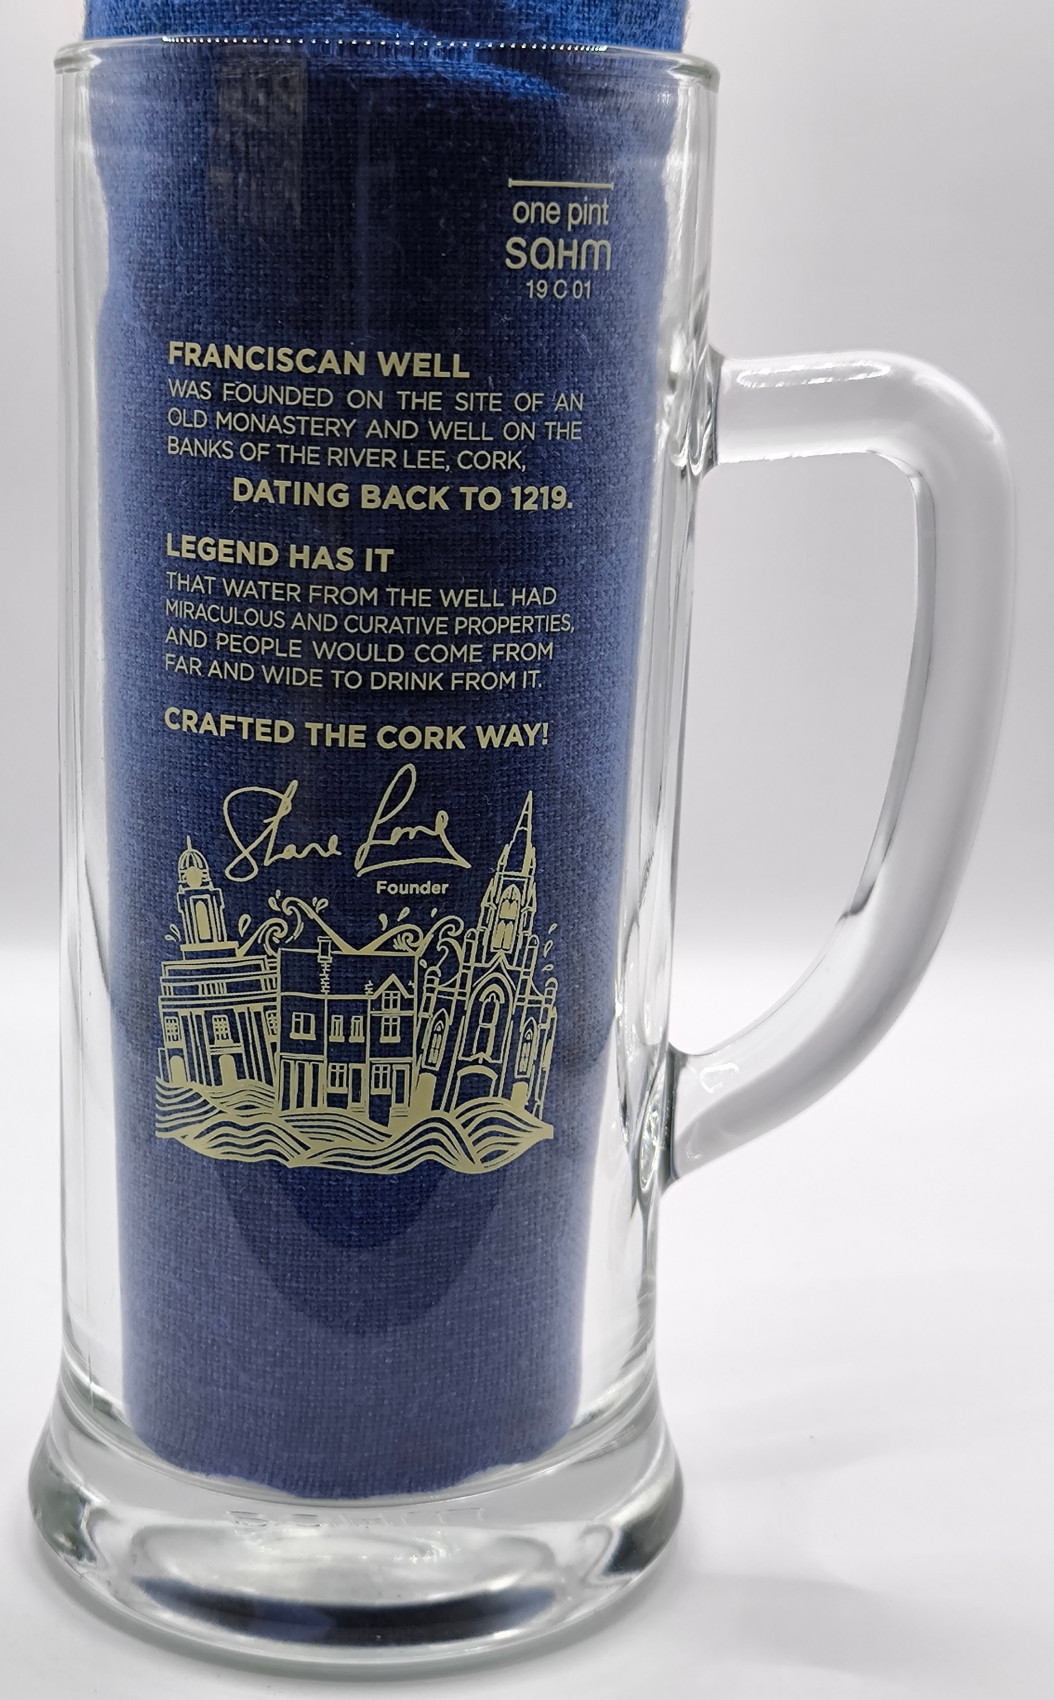 one pint
SAHM
19 C 01
FRANCISCAN WELL
WAS FOUNDED ON THE SITE OF AN
OLD MONASTERY AND WELL ON THE
BANKS OF THE RIVER LEE, CORK,
DATING BACK TO 1219.
LEGEND HAS IT
THAT WATER FROM THE WELL HAD
MIRACULOUS AND CURATIVE PROPERTIES,
AND PEOPLE WOULD COME FROM
FAR AND WIDE TO DRINK FROM IT.
CRAFTED THE CORK WAY!
Shane Long
Founder